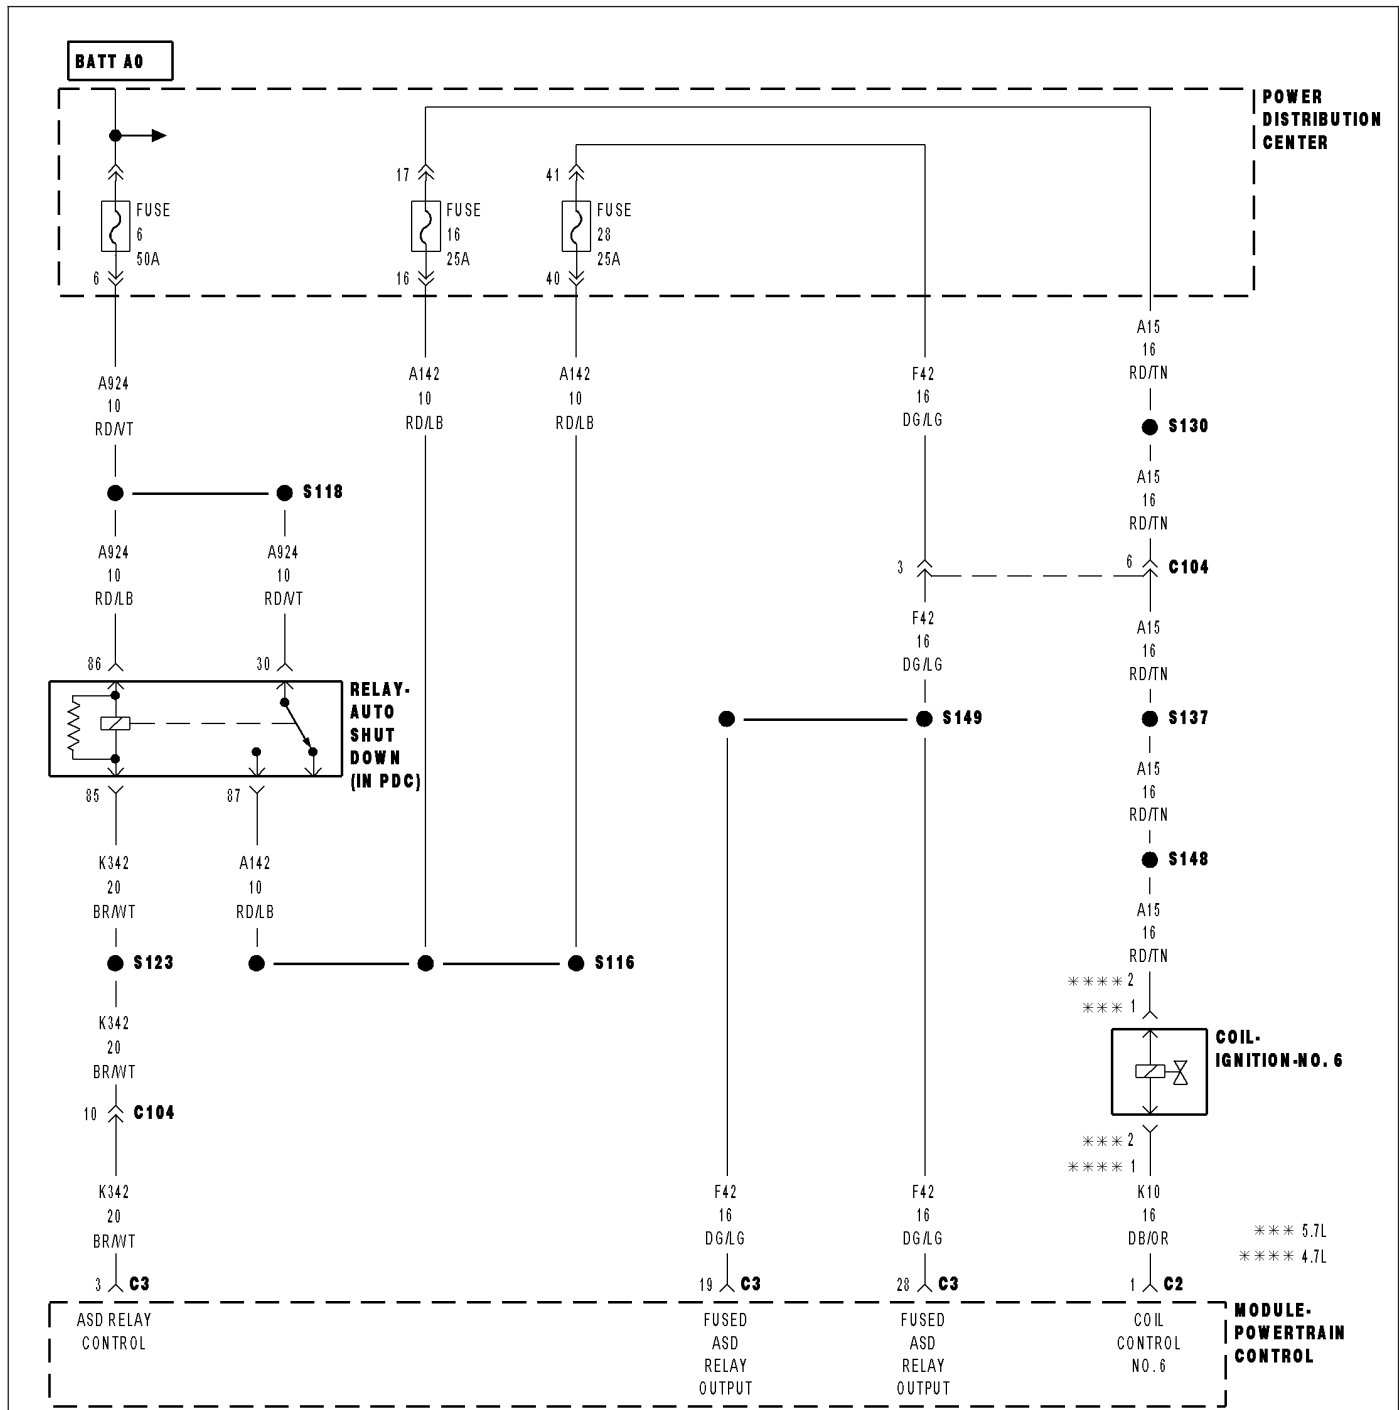 BATT A0
POWER
DISTRIBUTION
CENTER
17
41
FUSE
6
50A
FUSE
16
25A
FUSE
28
25A
6
16
40
A15
16
RD/TN
A924
10
RD/VT
A142
10
RD/LB
A142
10
RD/LB
F42
16
DG/LG
S130
S118
A15
16
RD/TN
A924
10
RD/LB
A924
10
RD/VT
3
6
C104
F42
16
DG/LG
A15
16
RD/TN
86
30
RELAY-
AUTO
SHUT
DOWN
(IN PDC)
S149
S137
85
87
A15
16
RD/TN
K342
20
BR/WT
A142
10
RD/LB
S148
A15
16
RD/TN
S123
S116
**** 2
*** 1
K342
20
BR/WT
COIL-
IGNITION-NO. 6
10
C104
*** 2
**** 1
K342
20
BR/WT
F42
16
DG/LG
F42
16
DG/LG
K10
16
DB/OR
*** 5.7L
**** 4.7L
3
C3
19
C3
28
C3
1
C2
ASD RELAY
CONTROL
FUSED
ASD
RELAY
OUTPUT
FUSED
ASD
RELAY
OUTPUT
COIL
CONTROL
NO. 6
MODULE-
POWERTRAIN
CONTROL